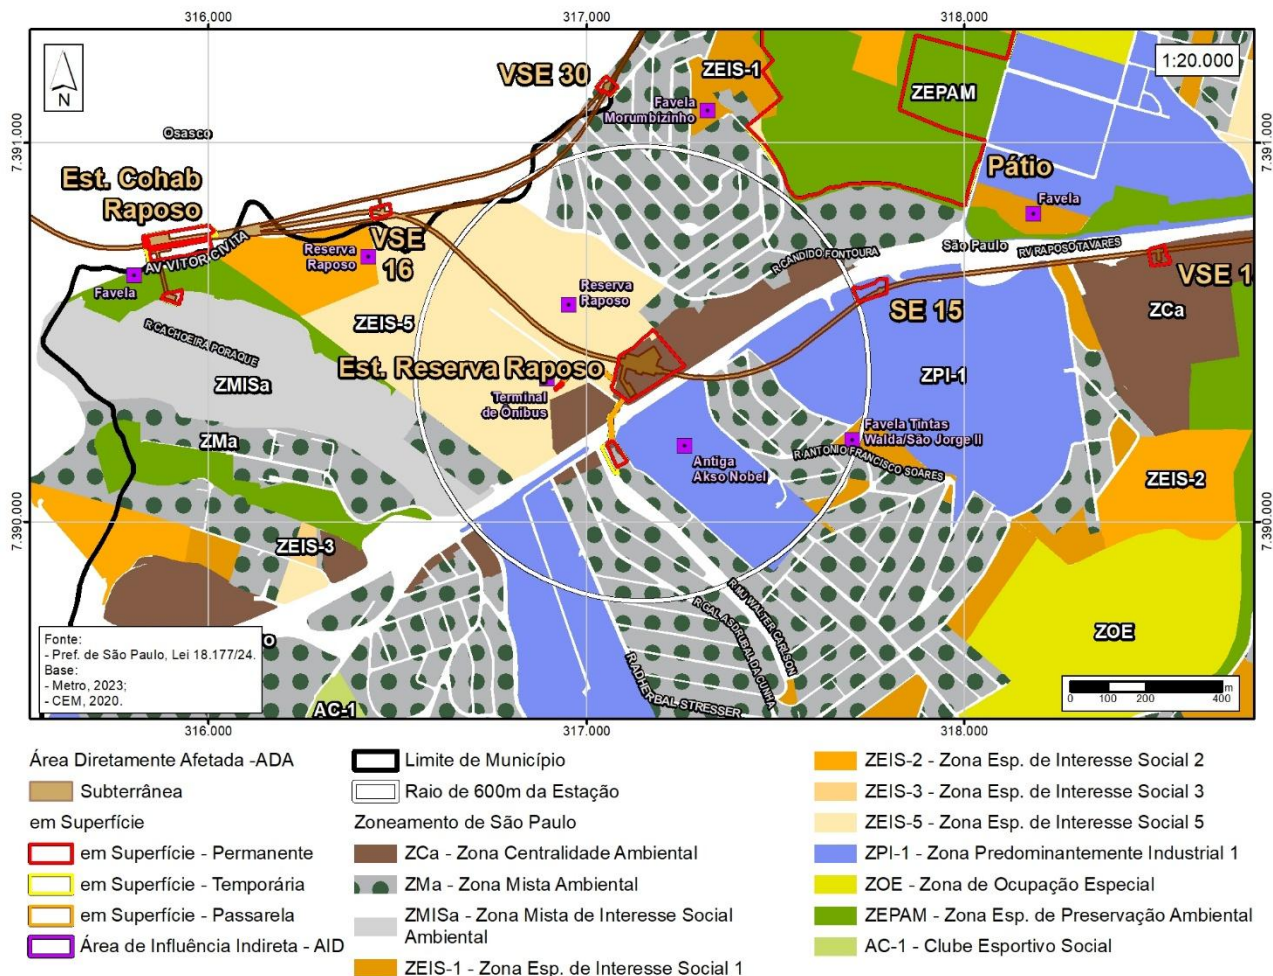 316.000
317.000
318.000
1:20.000
N
VSE 30
ZEIS-1
ZEPAM
Favela
Morumbizinho
7.391.000
Osasco
7.391.000
Est. Cohab
Raposo
Pátio
Favela
AV VITOR CIVITA
VSE
16
Reserva
Raposo
R CANDIDO FONTOURA
São Paulo
RV RAPOSO TAVARES
Favela
VSE 1
Reserva
Raposo
SE 15
ZCa
R CACHOEIRA PORAQUE
ZEIS-5
Est. Reserva Raposo
ZPI-1
ZMISa
Terminal
de Ônibus
Favela Tintas
Walda/São Jorge II
ZMa
R ANTONIO FRANCISCO SOARES
Antiga
Akso Nobel
ZEIS-2
7.390.000
7.390.000
ZEIS-3
R MJ WALTER CARLSON
R GAL ASDRUBAL DA CUNHA
ZOE
R ADHERBAL STRESSER
o
Fonte:
- Pref. de São Paulo, Lei 18.177/24.
Base:
- Metro, 2023;
- CEM, 2020.
AC-1
0 100 200 400 m
316.000
317.000
318.000
Área Diretamente Afetada -ADA
Subterrânea
em Superfície
em Superfície - Permanente
em Superfície - Temporária
em Superfície - Passarela
Área de Influência Indireta - AID
Limite de Município
Raio de 600m da Estação
Zoneamento de São Paulo
ZCa - Zona Centralidade Ambiental
ZMa - Zona Mista Ambiental
ZMISa - Zona Mista de Interesse Social
Ambiental
ZEIS-1 - Zona Esp. de Interesse Social 1
ZEIS-2 - Zona Esp. de Interesse Social 2
ZEIS-3 - Zona Esp. de Interesse Social 3
ZEIS-5 - Zona Esp. de Interesse Social 5
ZPI-1 - Zona Predominantemente Industrial 1
ZOE - Zona de Ocupação Especial
ZEPAM - Zona Esp. de Preservação Ambiental
AC-1 - Clube Esportivo Social